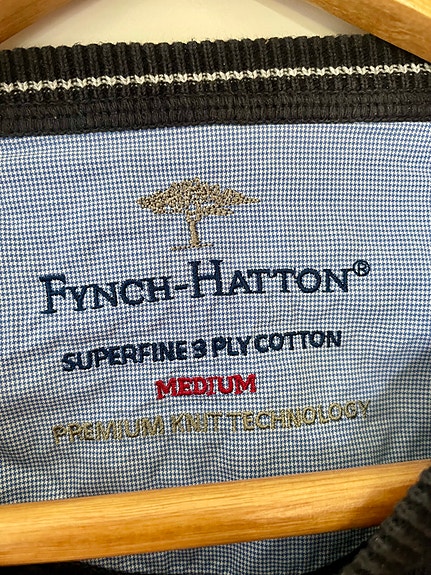 FYNCH-HATTON®
SUPERFINE 3 PLY COTTON
MEDIUM
PREMIUM KNIT TECHNOLOGY